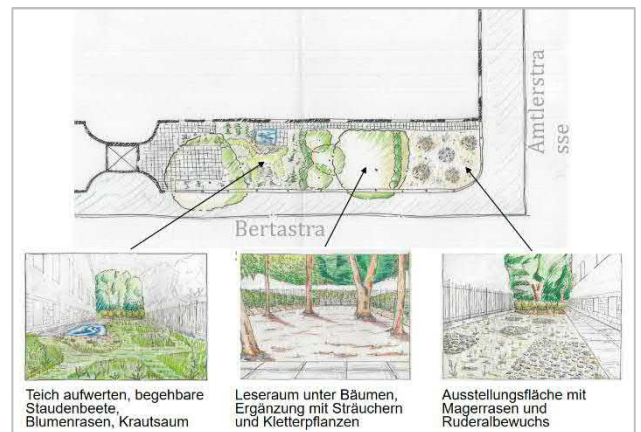 Ämtlerstra
sse
Bertastra
Teich aufwerten, begehbare
Staudenbeete,
Blumenrasen, Krautsaum
Leseraum unter Bäumen,
Ergänzung mit Sträuchern
und Kletterpflanzen
Ausstellungsfläche mit
Magerrasen und
Ruderalbewuchs